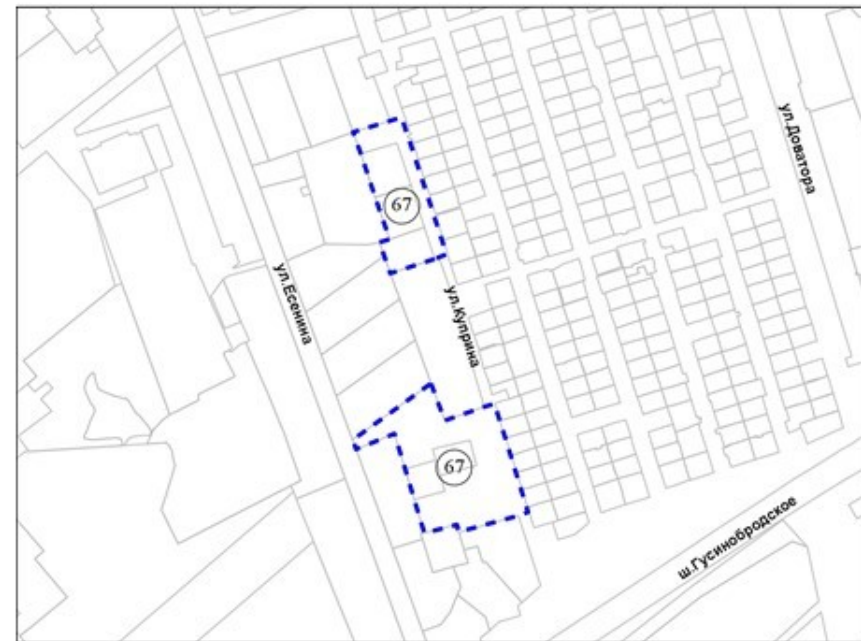 ул.Доватора
67
ул.Есенина
ул.Куприна
67
ш.Гусинобродское